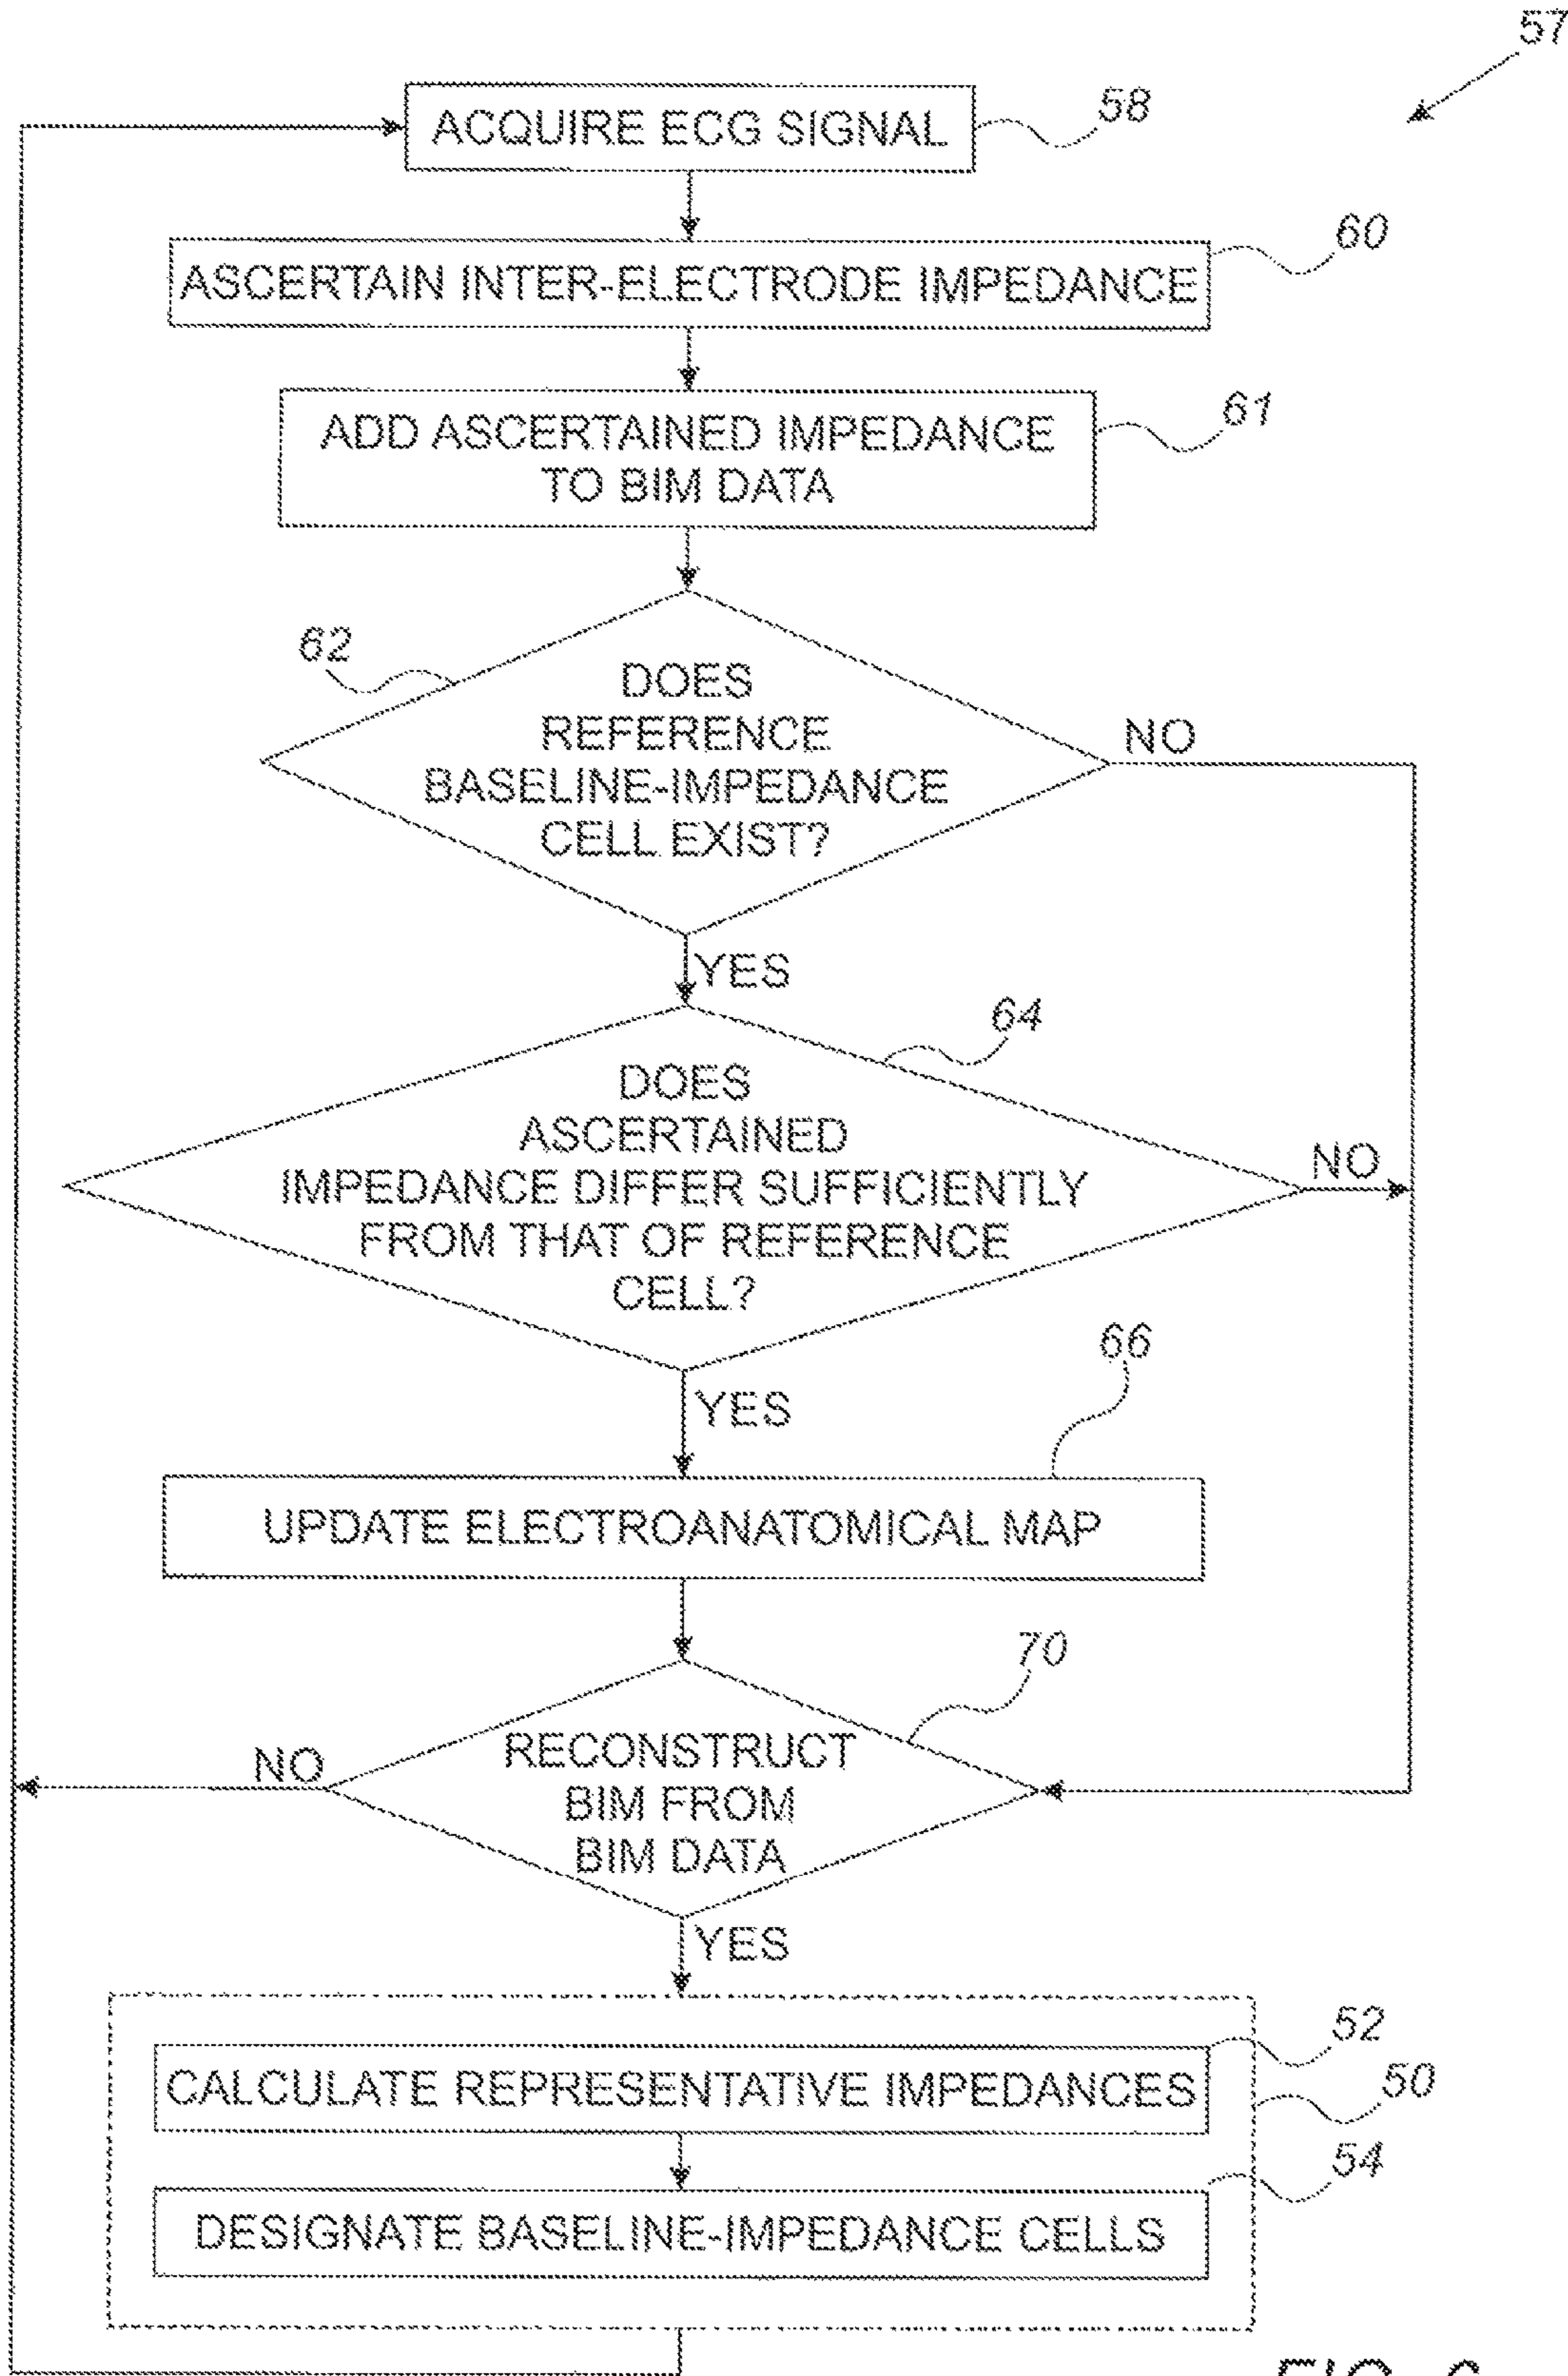 57
ACQUIRE ECG SIGNAL
58
60
ASCERTAIN INTER-ELECTRODE IMPEDANCE
61
ADD ASCERTAINED IMPEDANCE
TO BIM DATA
62
DOES
REFERENCE
BASELINE-IMPEDANCE
CELL EXIST?
NO
YES
64
DOES
ASCERTAINED
IMPEDANCE DIFFER SUFFICIENTLY
FROM THAT OF REFERENCE
CELL?
NO
YES
66
UPDATE ELECTROANATOMICAL MAP
70
RECONSTRUCT
BIM FROM
BIM DATA
NO
YES
52
CALCULATE REPRESENTATIVE IMPEDANCES
50
54
DESIGNATE BASELINE-IMPEDANCE CELLS